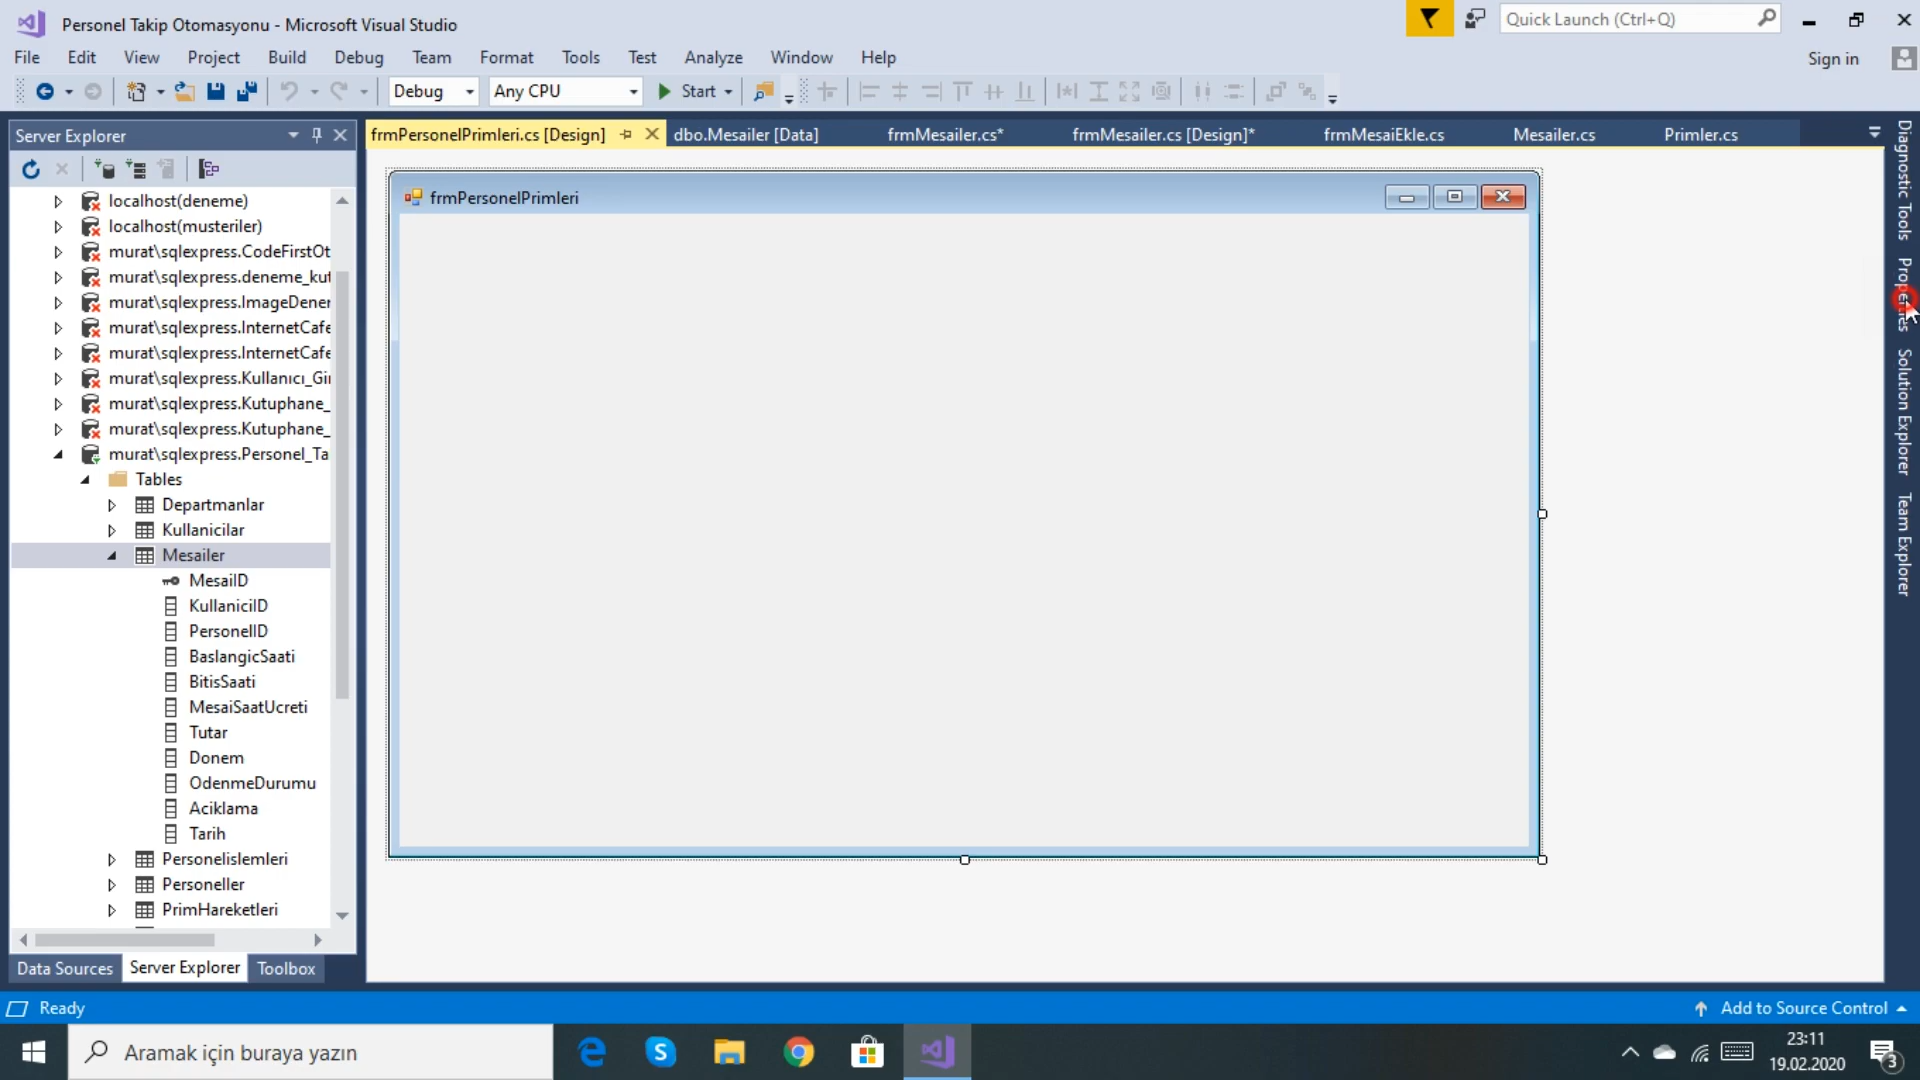 Personel Takip Otomasyonu - Microsoft Visual Studio
Quick Launch (Ctrl+Q)
File Edit View Project Build Debug Team Format Tools Test Analyze Window Help
Sign in
Debug Any CPU Start
Server Explorer
frmPersonelPrimleri.cs [Design] dbo.Mesailer [Data] frmMesailer.cs* frmMesailer.cs [Design]* frmMesaiEkle.cs Mesailer.cs Primler.cs
localhost(deneme)
localhost(musteriler)
murat\sqlexpress.CodeFirstOt
murat\sqlexpress.deneme_kut
murat\sqlexpress.ImageDener
murat\sqlexpress.InternetCafe
murat\sqlexpress.InternetCafe
murat\sqlexpress.Kullanıcı_Gir
murat\sqlexpress.Kutuphane_
murat\sqlexpress.Kutuphane_
murat\sqlexpress.Personel_Ta
Tables
Departmanlar
Kullanicilar
Mesailer
MesaiID
KullaniciID
PersonelID
BaslangicSaati
BitisSaati
MesaiSaatUcreti
Tutar
Donem
OdenmeDurumu
Aciklama
Tarih
Personelislemleri
Personeller
PrimHareketleri
Data Sources Server Explorer Toolbox
frmPersonelPrimleri
Diagnostic Tools
Properties
Solution Explorer
Team Explorer
Ready
Add to Source Control
Aramak için buraya yazın
23:11
19.02.2020
3